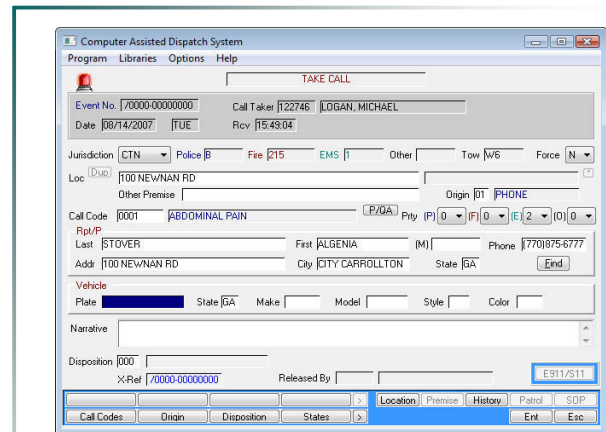 Computer Assisted Dispatch System
Program Libraries Options Help
TAKE CALL
Event No. /0000-00000000 Call Taker 122746 LOGAN, MICHAEL
Date 08/14/2007 TUE Rcv 15:49:04
Jurisdiction CTN Police B Fire 215 EMS 1 Other Tow W6 Force N
Loc Dup 100 NEWNAN RD
Other Premise Origin 01 PHONE
Call Code 0001 ABDOMINAL PAIN P/QA Prty (P) 0 (F) 0 (E) 2 (O) 0
Rpt/P
Last STOVER First ALGENIA (M) Phone (770)875-6777
Addr 100 NEWNAN RD City CITY CARROLLTON State GA Find
Vehicle
Plate State GA Make Model Style Color
Narrative
Disposition 000 E911/S11
X-Ref /0000-00000000 Released By
> Location Premise History Patrol SOP
Call Codes Origin Disposition States > Ent Esc